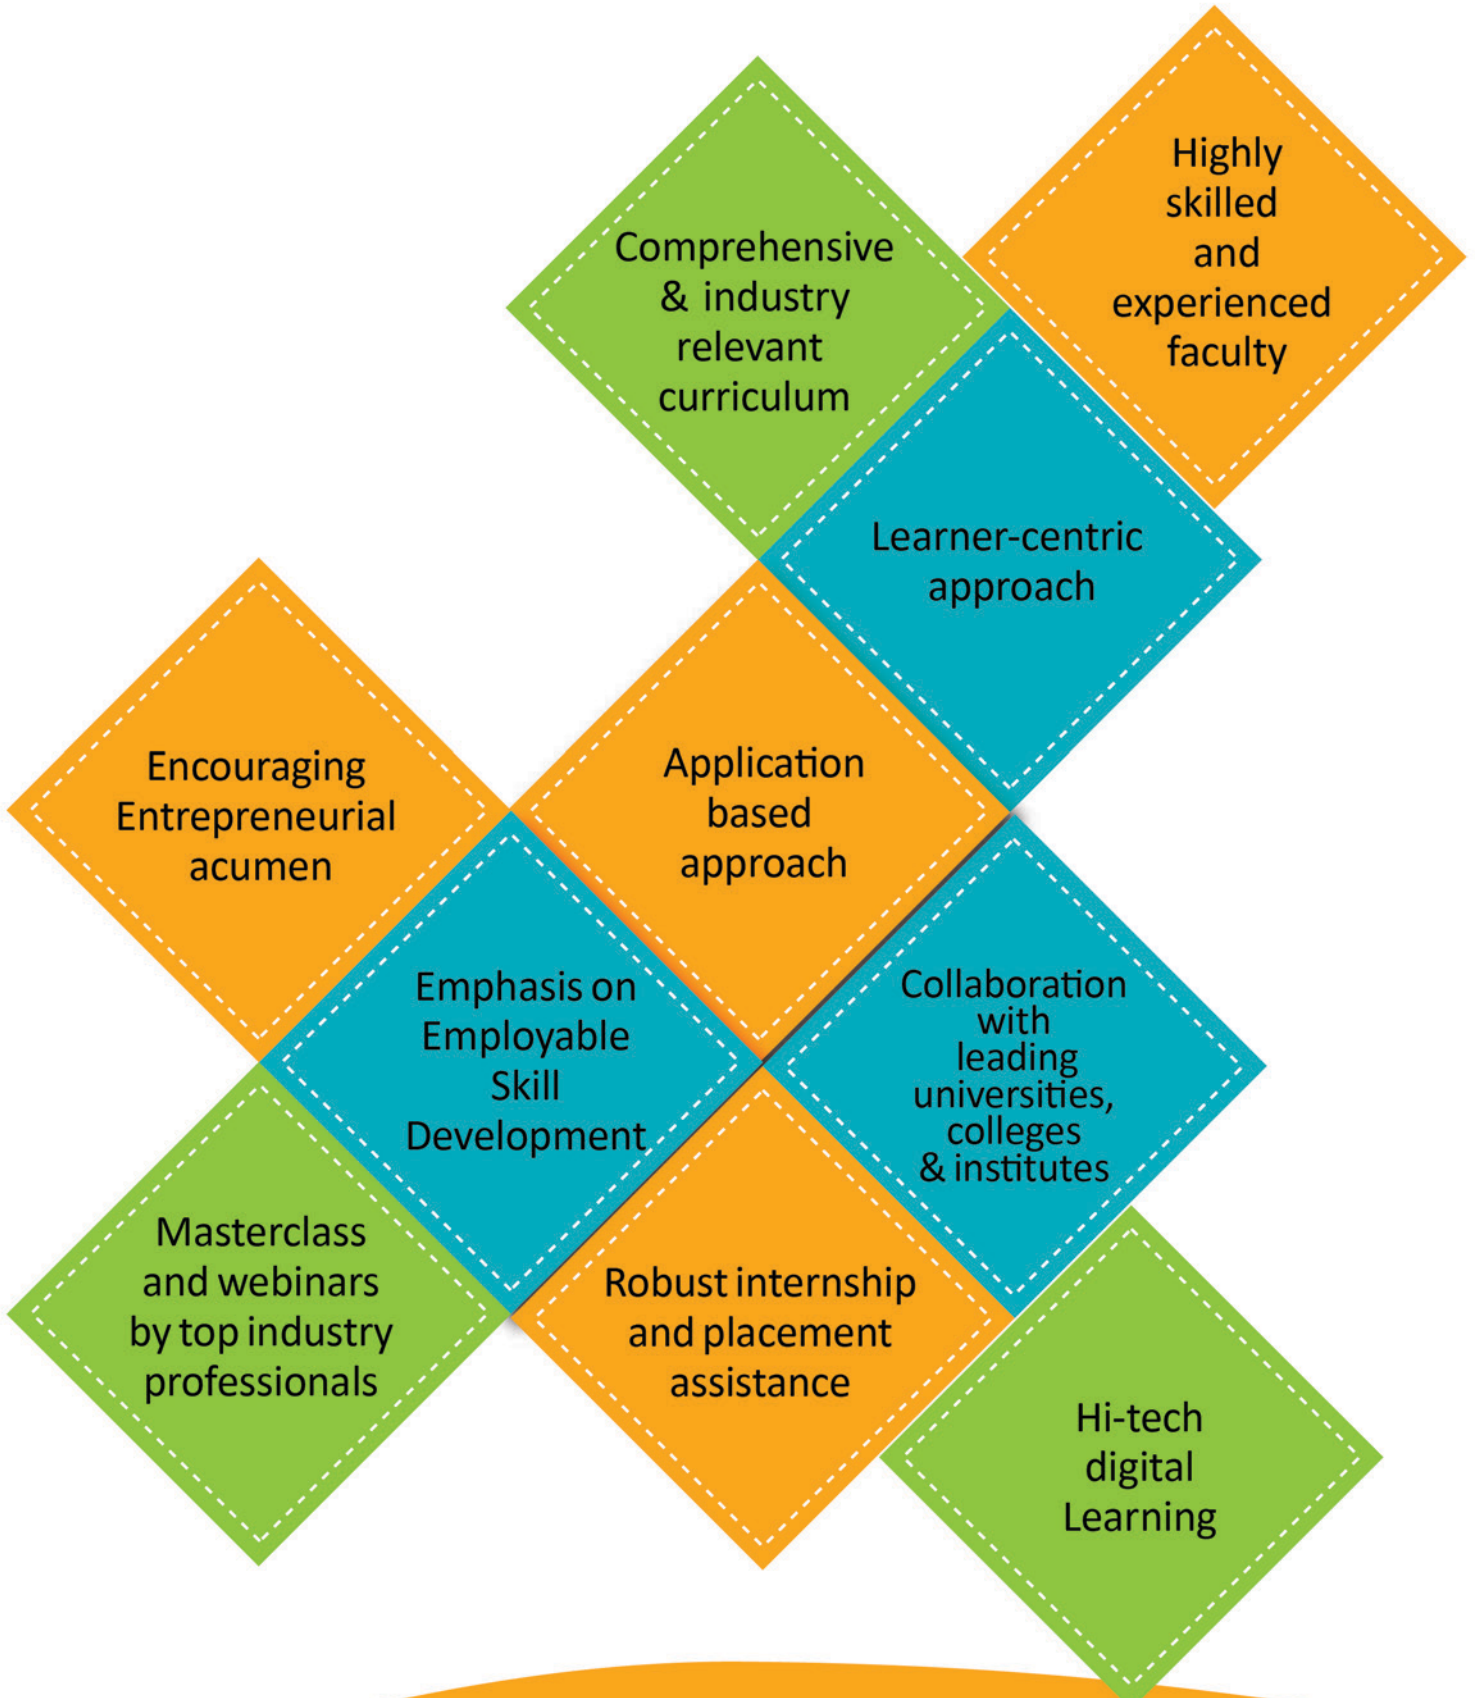 Highly
skilled
and
experienced
faculty
Comprehensive
& industry
relevant
curriculum
Learner-centric
approach
Encouraging
Entrepreneurial
acumen
Application
based
approach
Emphasis on
Employable
Skill
Development
Collaboration
with
leading
universities,
colleges
& institutes
Masterclass
and webinars
by top industry
professionals
Robust internship
and placement
assistance
Hi-tech
digital
Learning